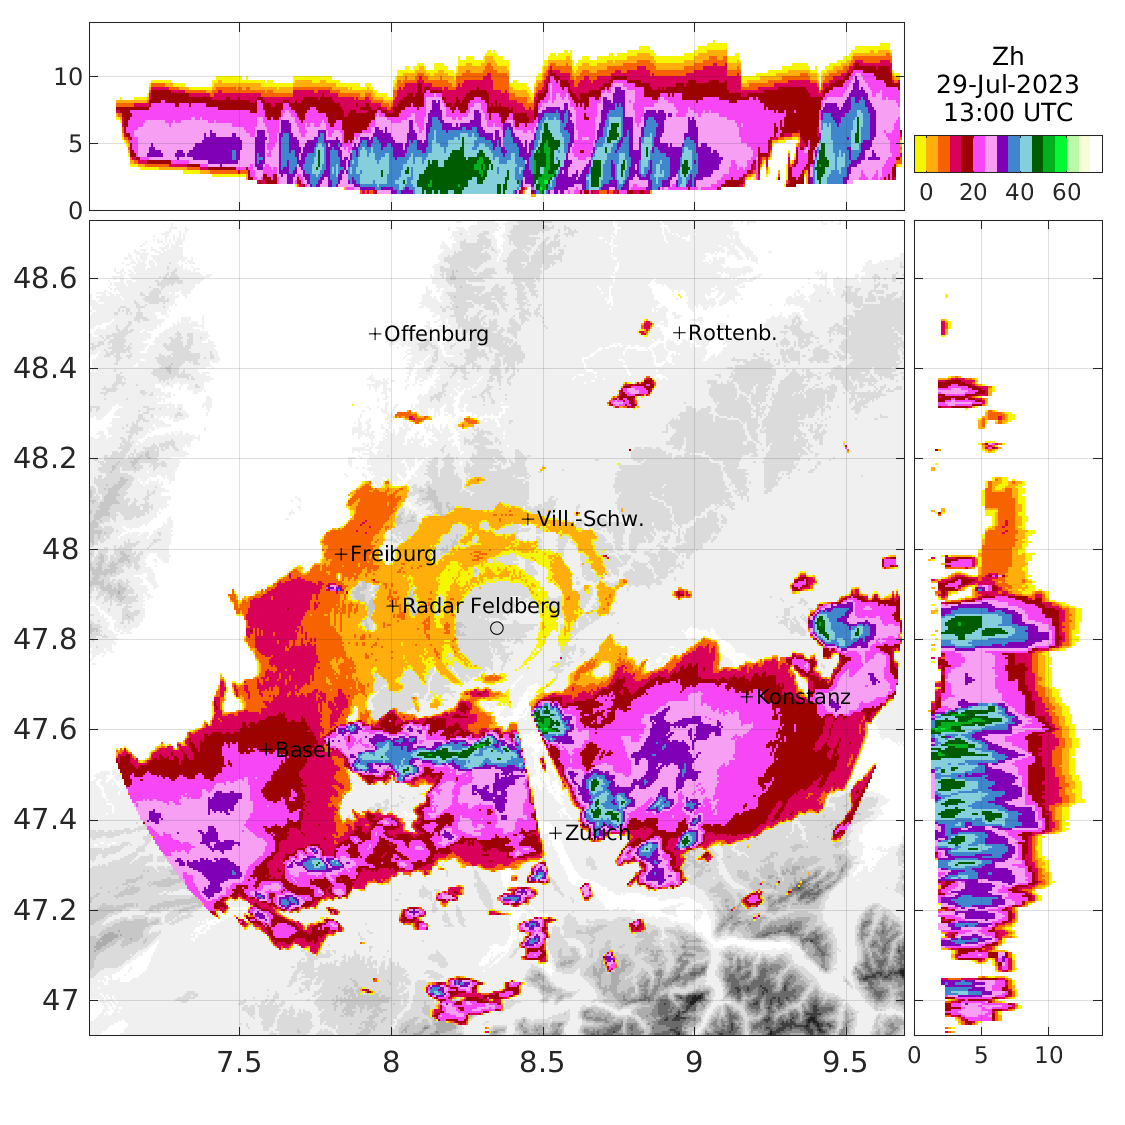 10
5
0
Zh
29-Jul-2023
13:00 UTC
0 20 40 60
48.6
48.4
48.2
48
47.8
47.6
47.4
47.2
47
+Offenburg
+Rottenb.
+Vill.-Schw.
+Freiburg
+Radar Feldberg
+Konstanz
+Basel
+Zürich
7.5 8 8.5 9 9.5
0 5 10